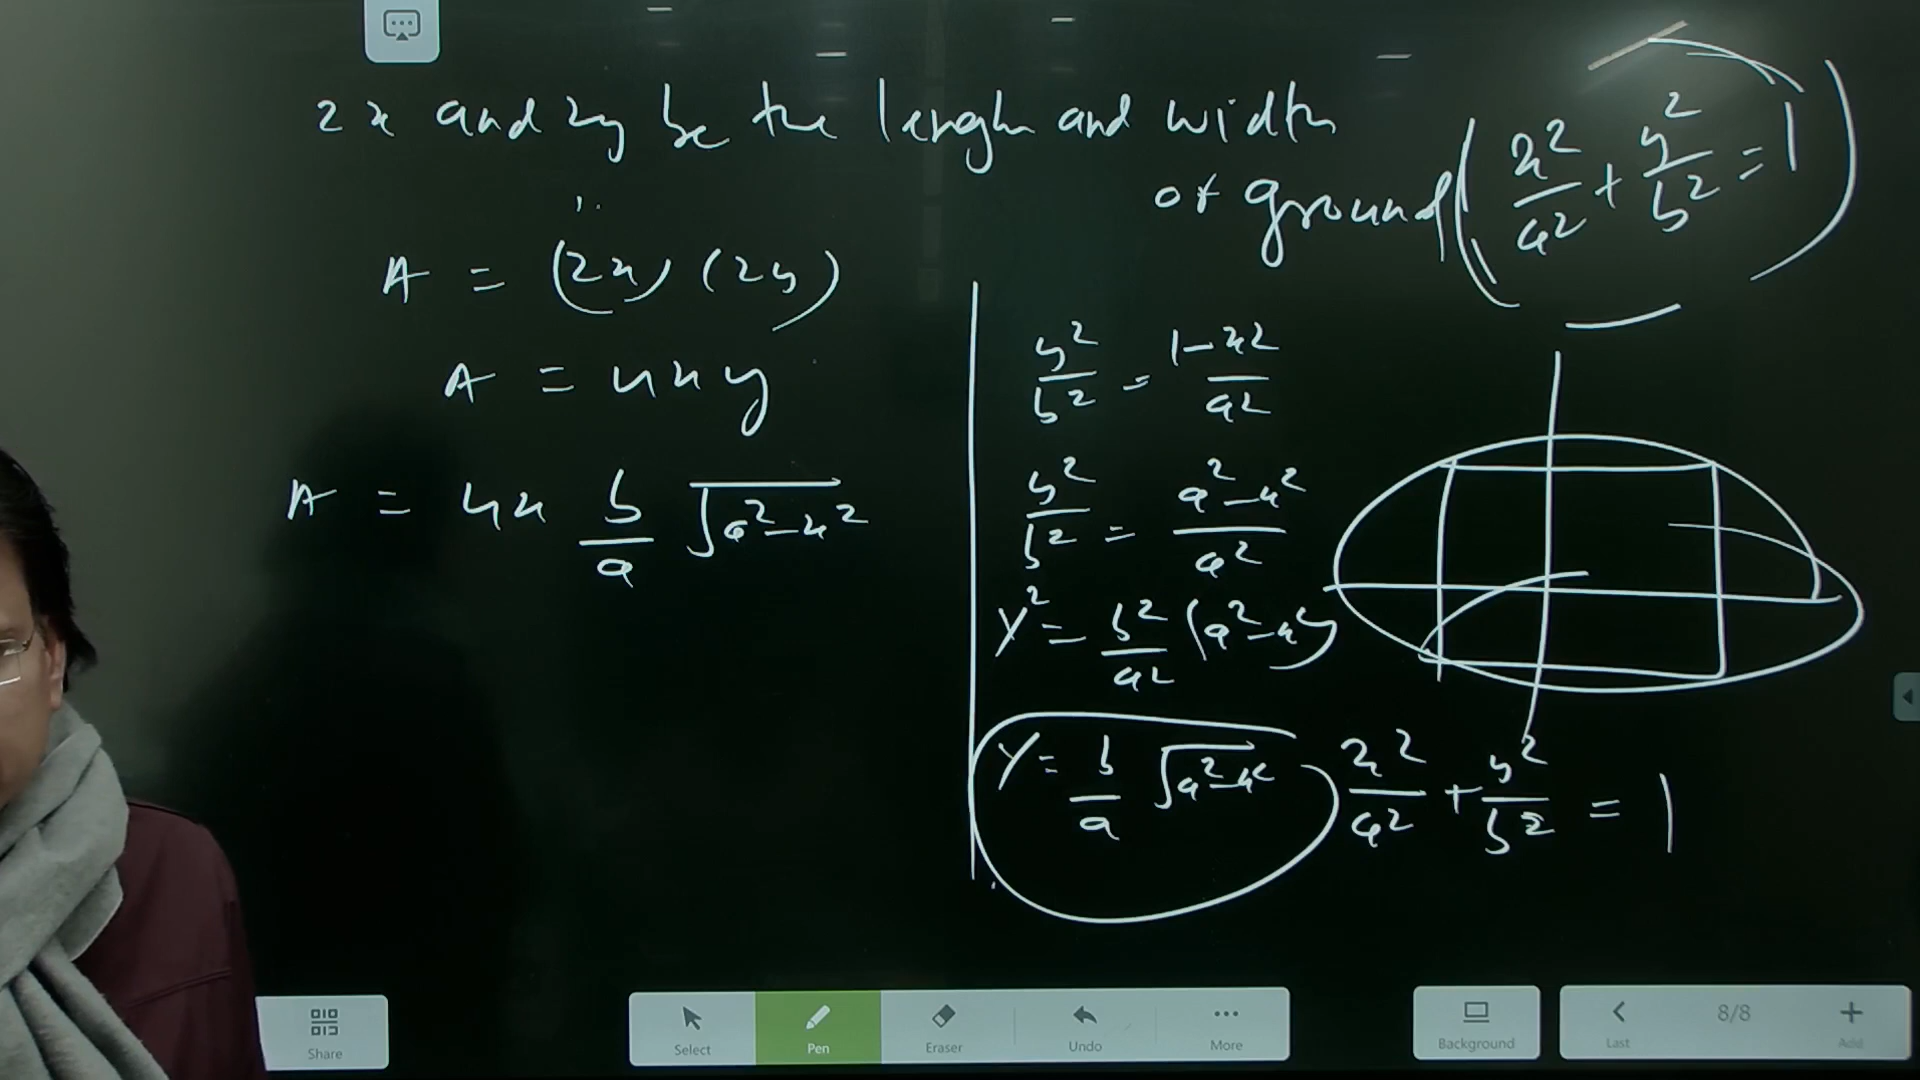 2x and 2y be the length and width
of ground (x²/a² + y²/b² = 1)
A = (2x) (2y)
A = 4xy
A = 4x b/a √a²-x²
y²/b² = 1-x²/a²
y²/b² = a²-x²/a²
y² = b²/a² (a²-x²)
y = b/a √a²-x²
x²/a² + y²/b² = 1
Share
Select
Pen
Eraser
Undo
More
Background
Last
8/8
Add